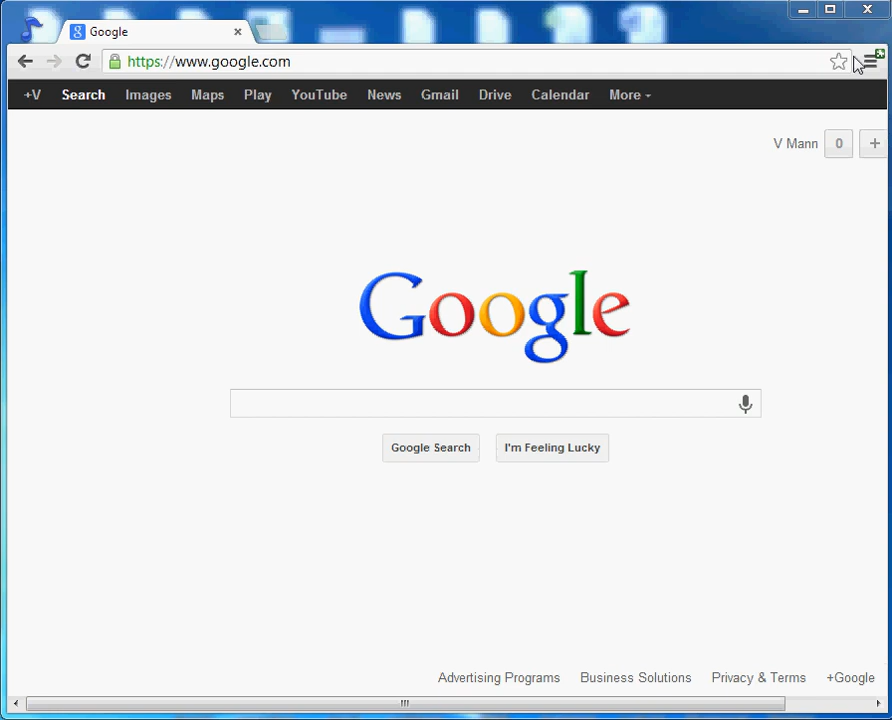 Google
https://www.google.com
+V Search Images Maps Play YouTube News Gmail Drive Calendar More
V Mann 0 +
Google
Google Search I'm Feeling Lucky
Advertising Programs Business Solutions Privacy & Terms +Google